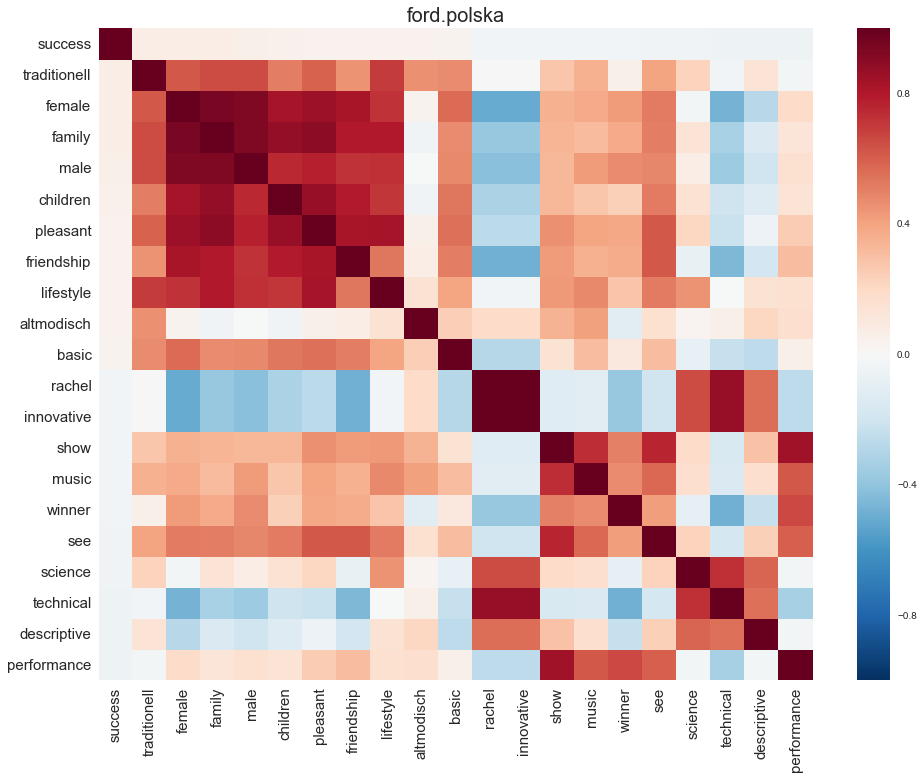 ford.polska
success
traditionell
female
family
male
children
pleasant
friendship
lifestyle
altmodisch
basic
rachel
innovative
show
music
winner
see
science
technical
descriptive
performance
success
traditionell
female
family
male
children
pleasant
friendship
lifestyle
altmodisch
basic
rachel
innovative
show
music
winner
see
science
technical
descriptive
performance
0.8
0.4
0.0
−0.4
−0.8